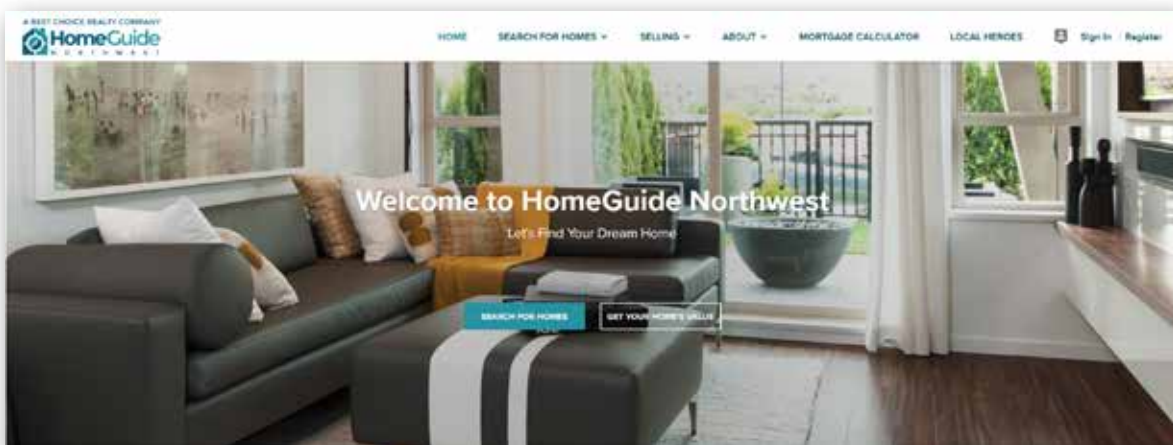 A BEST CHOICE REALTY COMPANY
HomeGuide
NORTHWEST
HOME SEARCH FOR HOMES SELLING ABOUT MORTGAGE CALCULATOR LOCAL HEROES Sign In Register
Welcome to HomeGuide Northwest
Let's Find Your Dream Home
SEARCH FOR HOMES GET YOUR HOME'S VALUE